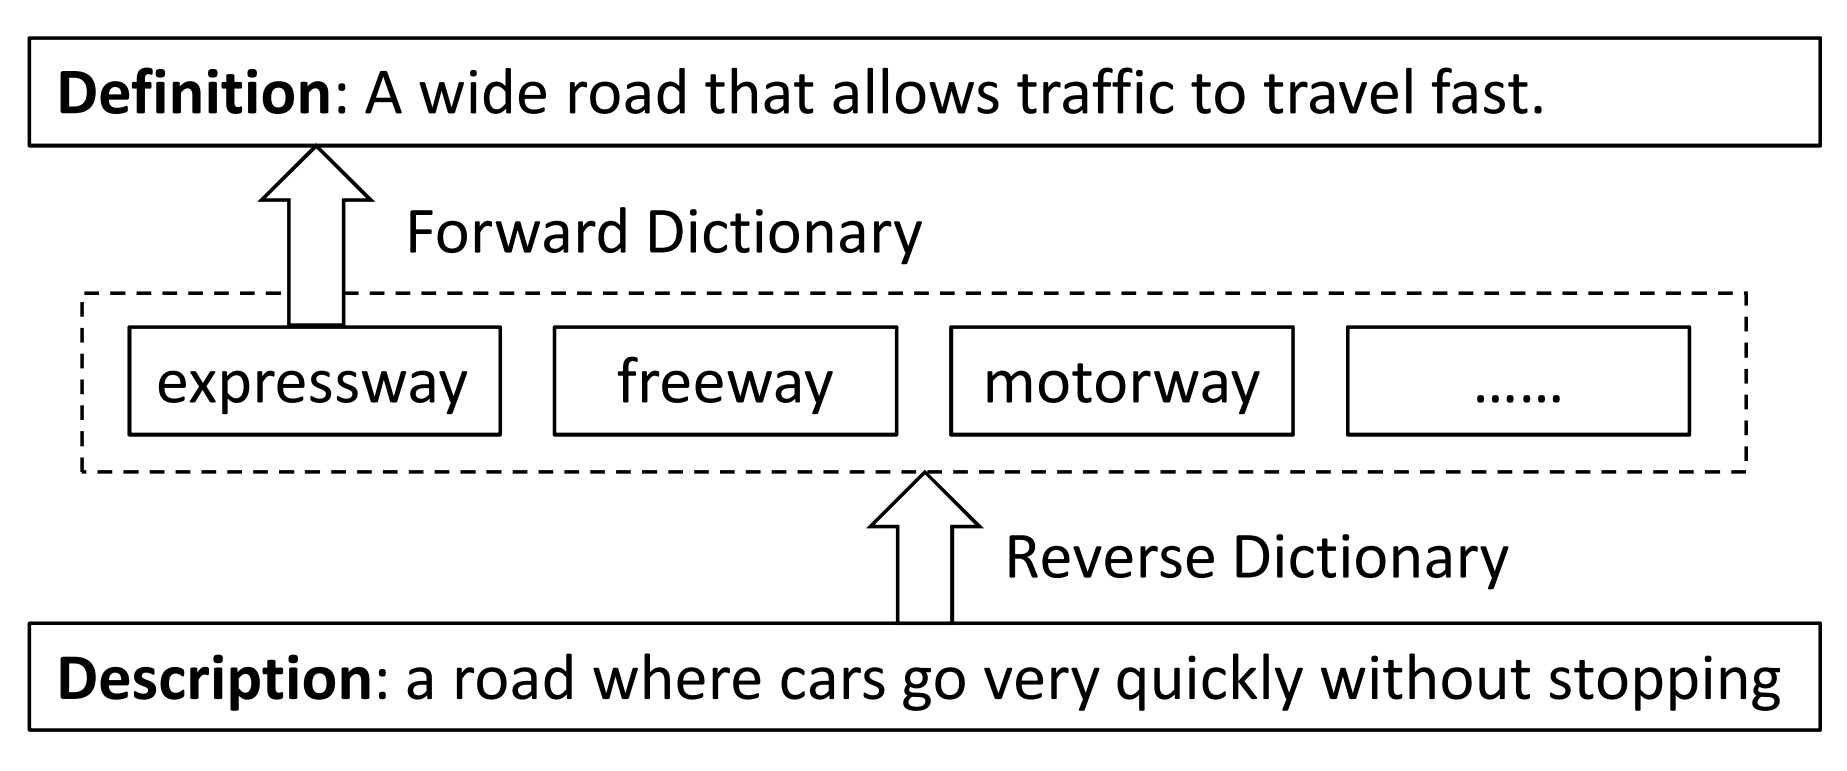 Definition: A wide road that allows traffic to travel fast.
Forward Dictionary
expressway freeway motorway ......
Reverse Dictionary
Description: a road where cars go very quickly without stopping